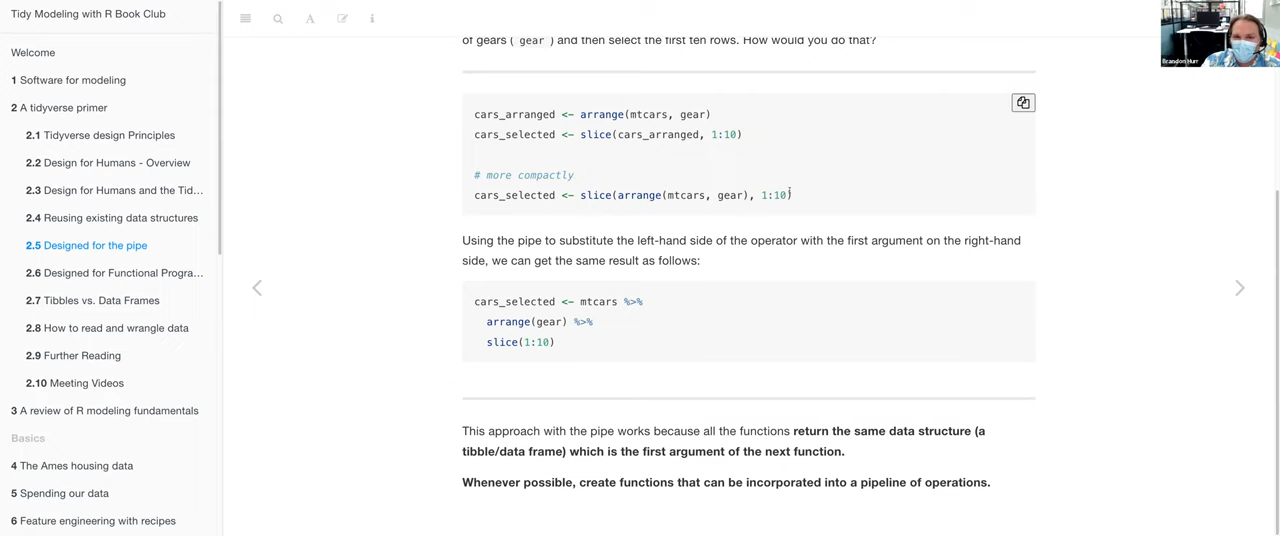 Tidy Modeling with R Book Club
Welcome
1 Software for modeling
2 A tidyverse primer
2.1 Tidyverse design Principles
2.2 Design for Humans - Overview
2.3 Design for Humans and the Tid…
2.4 Reusing existing data structures
2.5 Designed for the pipe
2.6 Designed for Functional Progra…
2.7 Tibbles vs. Data Frames
2.8 How to read and wrangle data
2.9 Further Reading
2.10 Meeting Videos
3 A review of R modeling fundamentals
Basics
4 The Ames housing data
5 Spending our data
6 Feature engineering with recipes
A
i
of gears ( gear ) and then select the first ten rows. How would you do that?
cars_arranged <- arrange(mtcars, gear)
cars_selected <- slice(cars_arranged, 1:10)
# more compactly
cars_selected <- slice(arrange(mtcars, gear), 1:10)
Using the pipe to substitute the left-hand side of the operator with the first argument on the right-hand
side, we can get the same result as follows:
cars_selected <- mtcars %>%
arrange(gear) %>%
slice(1:10)
This approach with the pipe works because all the functions return the same data structure (a
tibble/data frame) which is the first argument of the next function.
Whenever possible, create functions that can be incorporated into a pipeline of operations.
Brandon Hurr